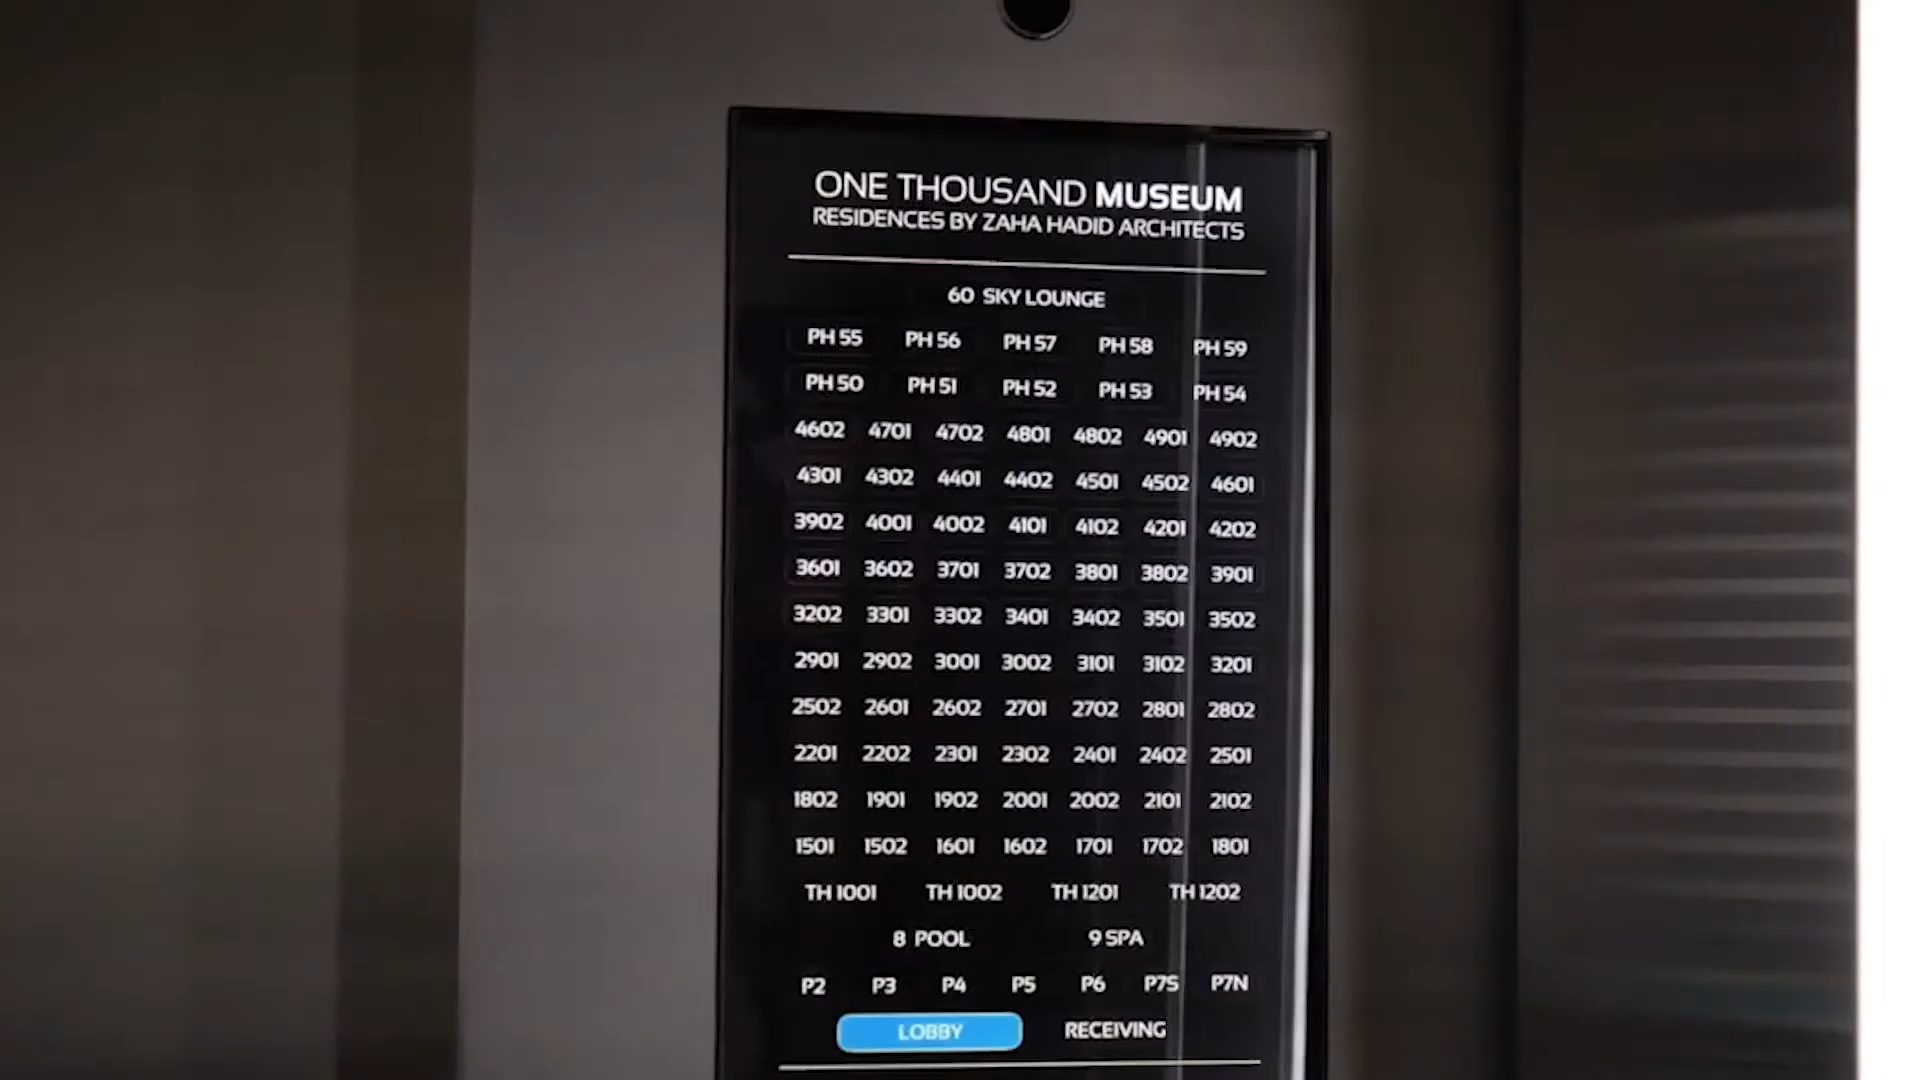 ONE THOUSAND MUSEUM
RESIDENCES BY ZAHA HADID ARCHITECTS
60 SKY LOUNGE
PH 55 PH 56 PH 57 PH 58 PH 59
PH 50 PH 51 PH 52 PH 53 PH 54
4602 4701 4702 4801 4802 4901 4902
4301 4302 4401 4402 4501 4502 4601
3902 4001 4002 4101 4102 4201 4202
3601 3602 3701 3702 3801 3802 3901
3202 3301 3302 3401 3402 3501 3502
2901 2902 3001 3002 3101 3102 3201
2502 2601 2602 2701 2702 2801 2802
2201 2202 2301 2302 2401 2402 2501
1802 1901 1902 2001 2002 2101 2102
1501 1502 1601 1602 1701 1702 1801
TH 1001 TH 1002 TH 1201 TH 1202
8 POOL 9 SPA
P2 P3 P4 P5 P6 P7S P7N
LOBBY RECEIVING